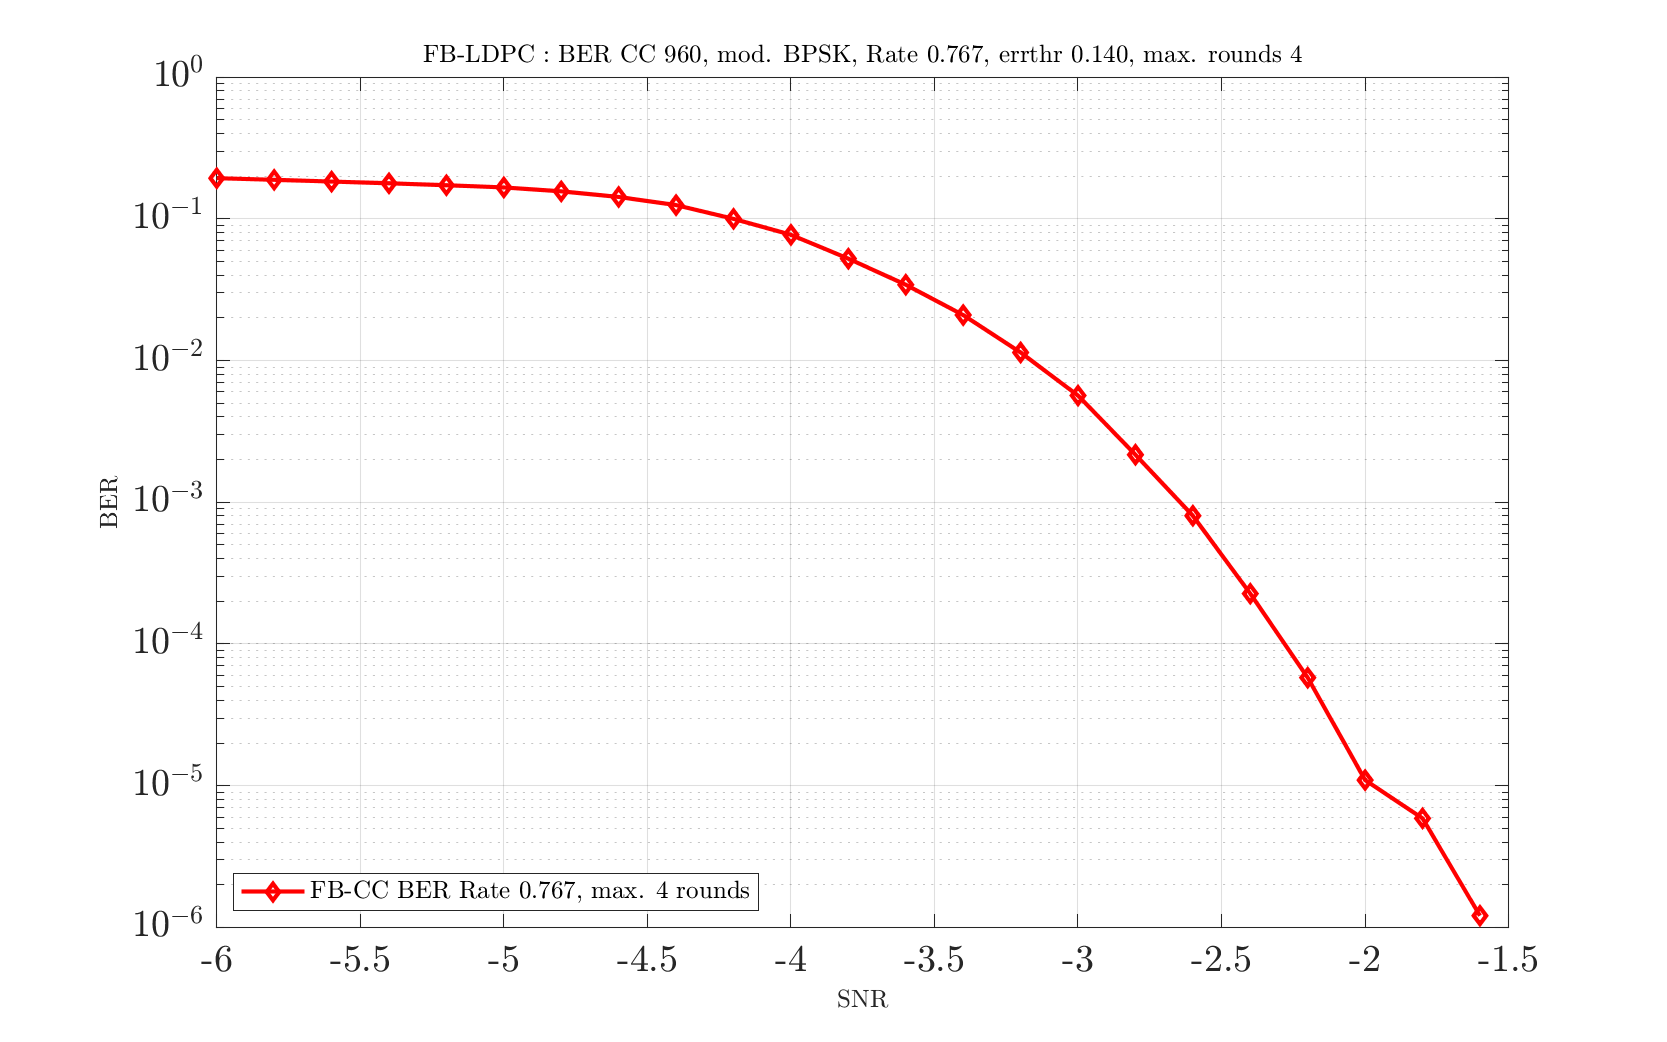 FB-LDPC : BER CC 960, mod. BPSK, Rate 0.767, errthr 0.140, max. rounds 4
10^0
10^-1
10^-2
10^-3
10^-4
10^-5
10^-6
BER
FB-CC BER Rate 0.767, max. 4 rounds
-6 -5.5 -5 -4.5 -4 -3.5 -3 -2.5 -2 -1.5
SNR